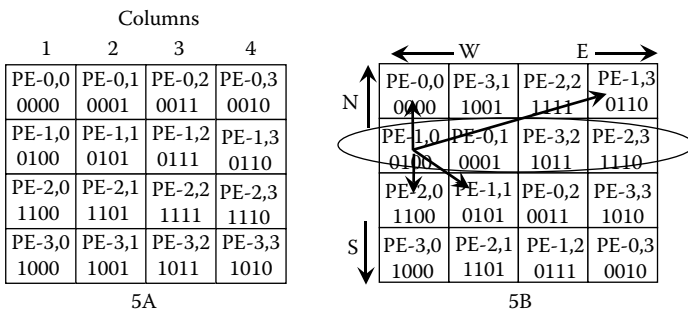 Columns
1 2 3 4
PE-0,0 PE-0,1 PE-0,2 PE-0,3
0000 0001 0011 0010
PE-1,0 PE-1,1 PE-1,2 PE-1,3
0100 0101 0111 0110
PE-2,0 PE-2,1 PE-2,2 PE-2,3
1100 1101 1111 1110
PE-3,0 PE-3,1 PE-3,2 PE-3,3
1000 1001 1011 1010
5A
W E
N
S
PE-0,0 PE-3,1 PE-2,2 PE-1,3
0000 1001 1111 0110
PE-1,0 PE-0,1 PE-3,2 PE-2,3
0100 0001 1011 1110
PE-2,0 PE-1,1 PE-0,2 PE-3,3
1100 0101 0011 1010
PE-3,0 PE-2,1 PE-1,2 PE-0,3
1000 1101 0111 0010
5B